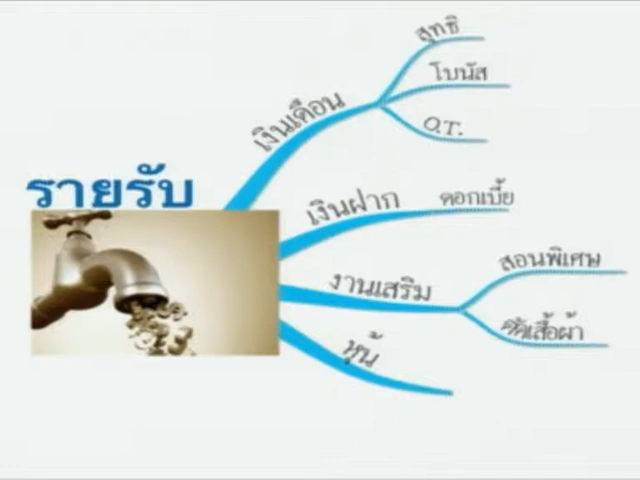 รายรับ
เงินเดือน
สุทธิ
โบนัส
O.T.
เงินฝาก
ดอกเบี้ย
งานเสริม
สอนพิเศษ
ตัดเสื้อผ้า
หุ้น